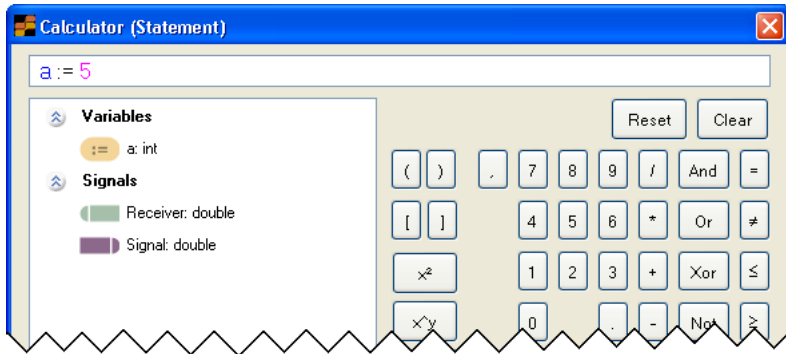 Calculator (Statement)
a := 5
Variables
:= a: int
Signals
Receiver: double
Signal: double
Reset Clear
( ) , 7 8 9 / And =
[ ] 4 5 6 * Or ≠
x² 1 2 3 + Xor ≤
x^y 0 . - Not ≥